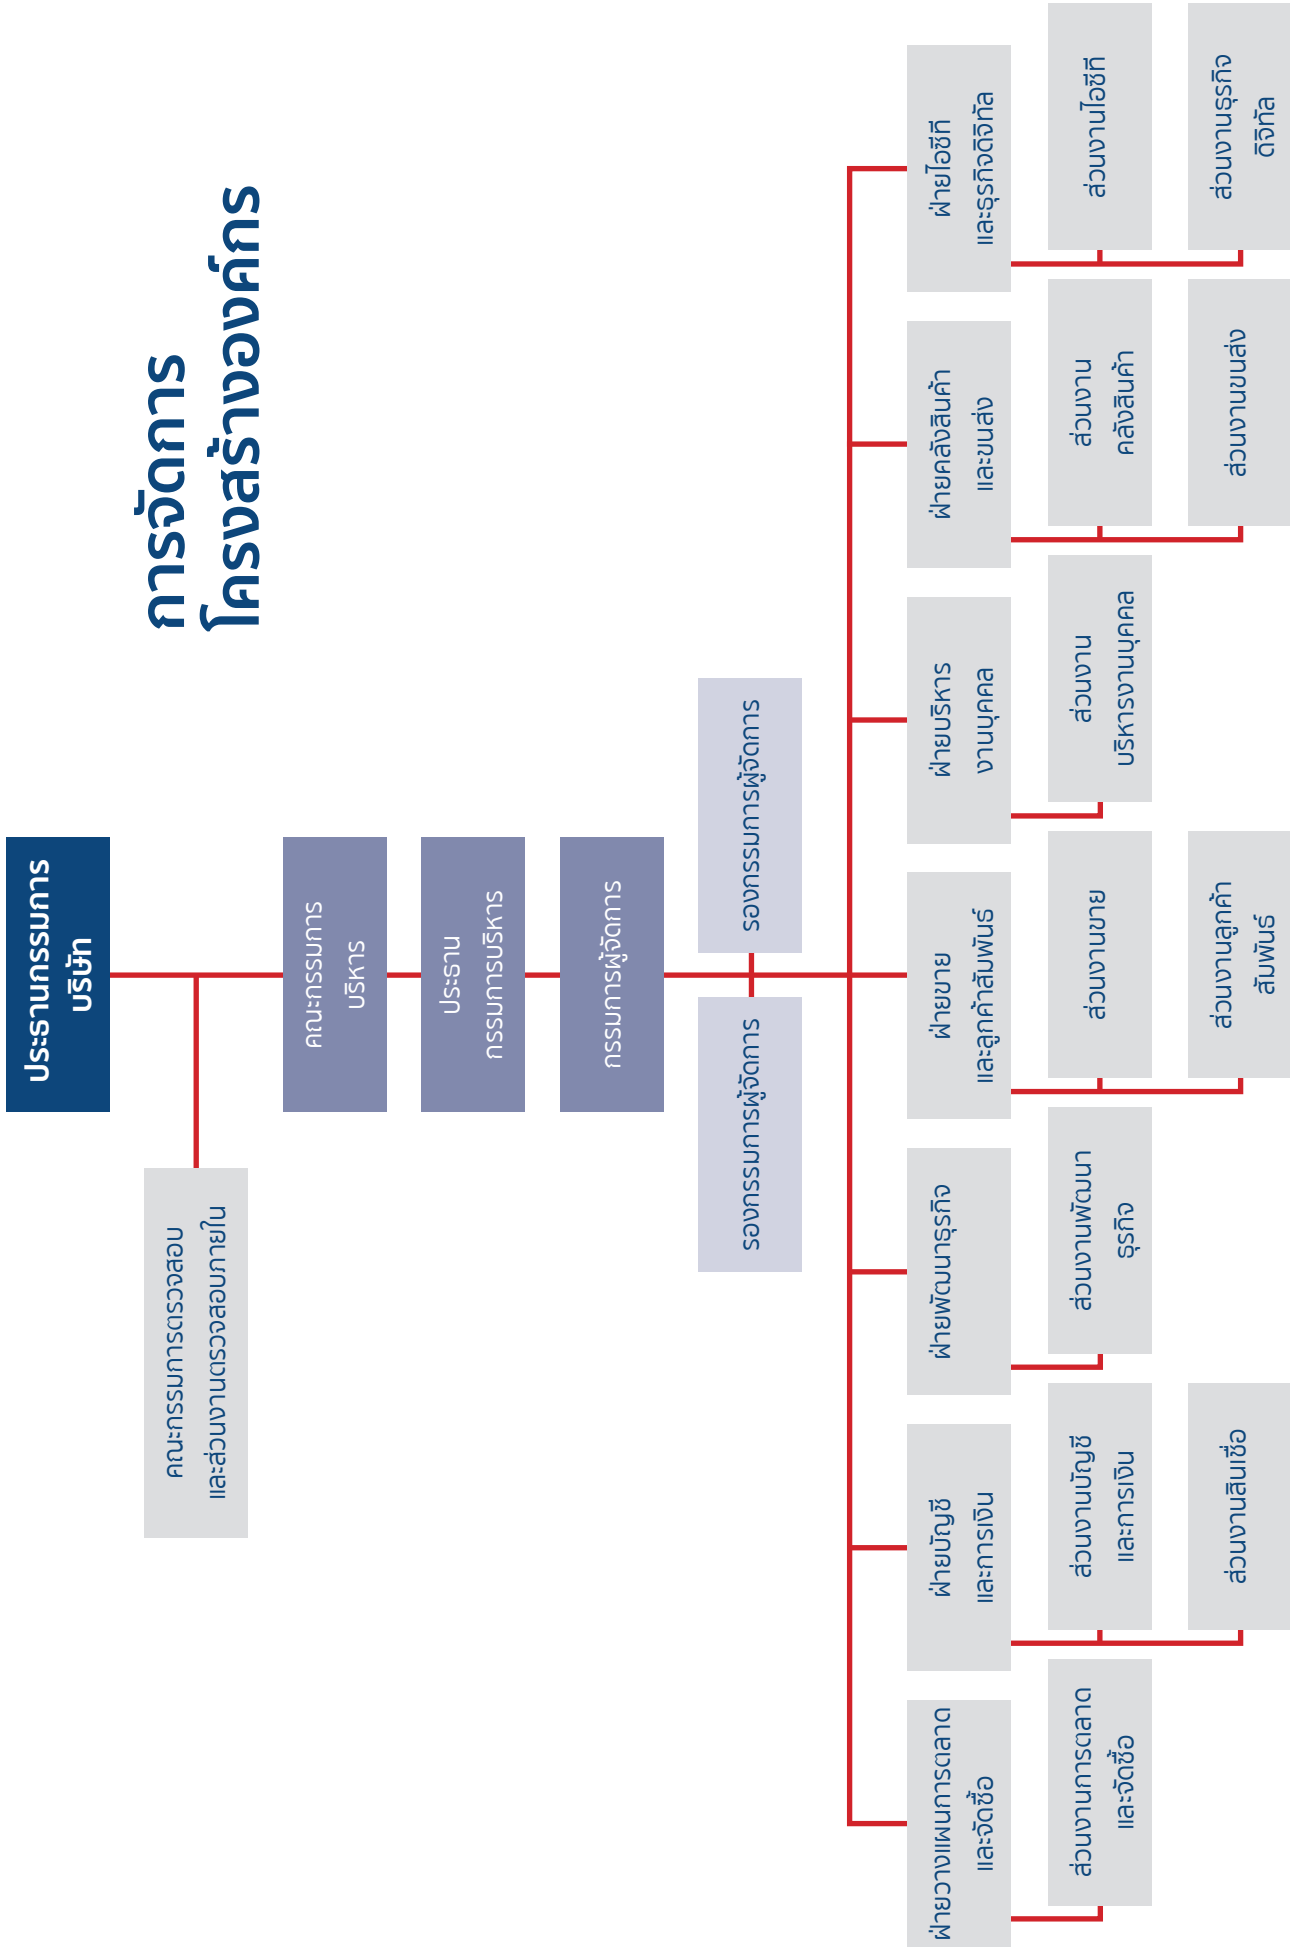 การจัดการ
โครงสร้างองค์กร
ประธานกรรมการ
บริษัท
คณะกรรมการตรวจสอบ
และส่วนงานตรวจสอบภายใน
คณะกรรมการ
บริหาร
ประธาน
กรรมการบริหาร
กรรมการผู้จัดการ
รองกรรมการผู้จัดการ
รองกรรมการผู้จัดการ
ฝ่ายวางแผนการตลาด
และจัดซื้อ
ฝ่ายบัญชี
และการเงิน
ฝ่ายพัฒนาธุรกิจ
ฝ่ายขาย
และลูกค้าสัมพันธ์
ฝ่ายบริหาร
งานบุคคล
ฝ่ายคลังสินค้า
และขนส่ง
ฝ่ายไอซีที
และธุรกิจดิจิทัล
ส่วนงานการตลาด
และจัดซื้อ
ส่วนงานบัญชี
และการเงิน
ส่วนงานพัฒนา
ธุรกิจ
ส่วนงานขาย
ส่วนงาน
บริหารงานบุคคล
ส่วนงาน
คลังสินค้า
ส่วนงานไอซีที
ส่วนงานสินเชื่อ
ส่วนงานลูกค้า
สัมพันธ์
ส่วนงานขนส่ง
ส่วนงานธุรกิจ
ดิจิทัล